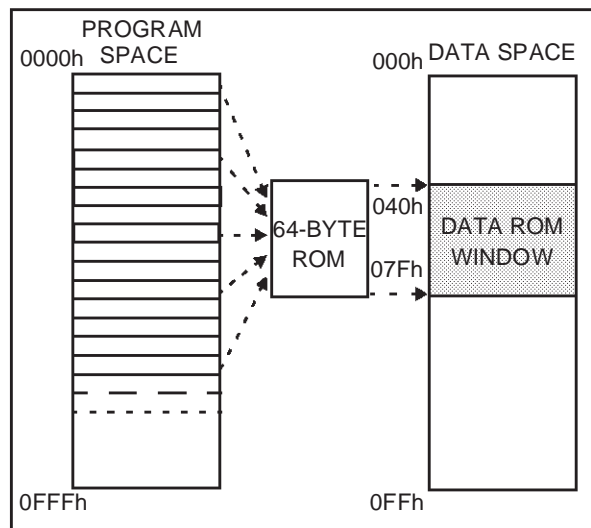 PROGRAM
SPACE
0000h
000h
DATA SPACE
64-BYTE
ROM
040h
07Fh
DATA ROM
WINDOW
0FFFh
0FFh